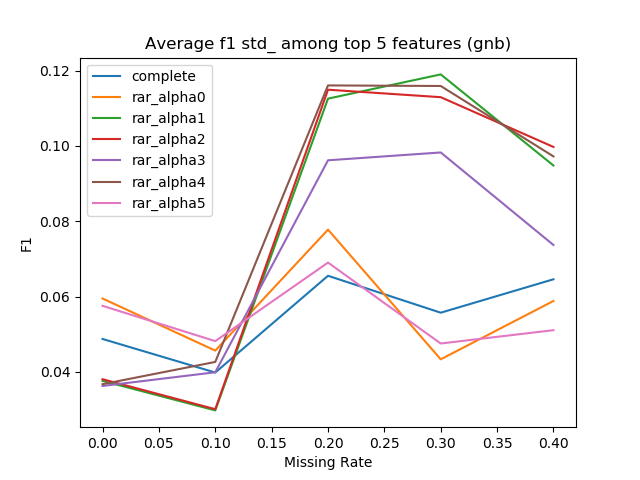 Average f1 std_ among top 5 features (gnb)
0.12
0.10
0.08
0.06
0.04
F1
complete
rar_alpha0
rar_alpha1
rar_alpha2
rar_alpha3
rar_alpha4
rar_alpha5
0.00 0.05 0.10 0.15 0.20 0.25 0.30 0.35 0.40
Missing Rate